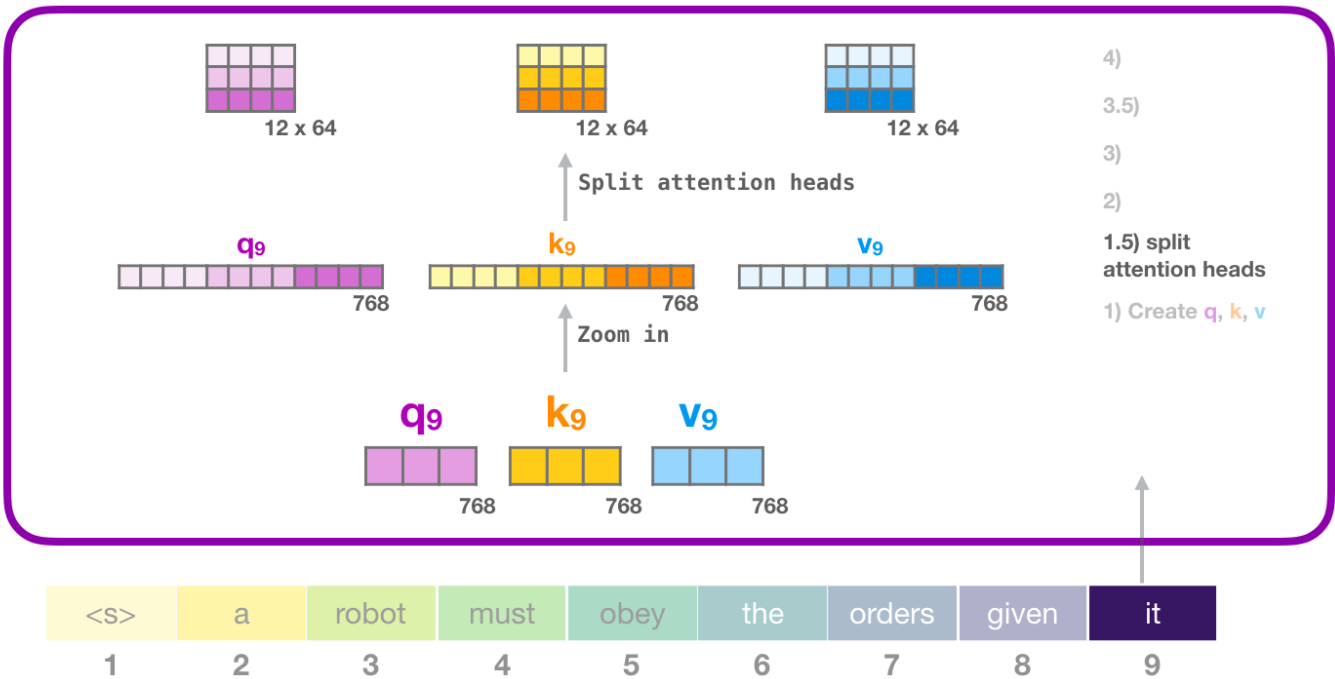 12 x 64
12 x 64
12 x 64
Split attention heads
q9
k9
v9
768
768
768
Zoom in
q9
k9
v9
768
768
768
4)
3.5)
3)
2)
1.5) split
attention heads
1) Create q, k, v
<s> a robot must obey the orders given it
1 2 3 4 5 6 7 8 9